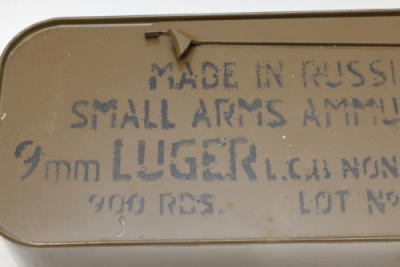 MADE IN RUSSI
SMALL ARMS AMMU
9mm LUGER L.C.B NON
900 RDS. LOT Nº